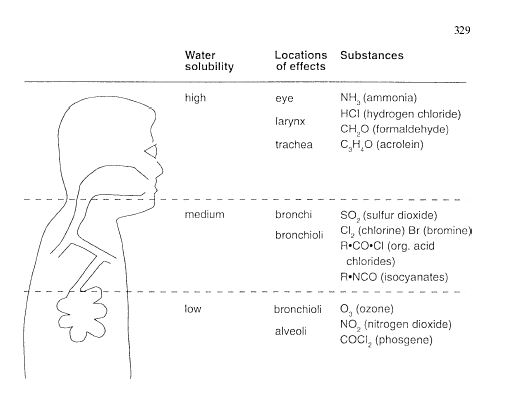 329
Water solubility Locations of effects Substances
high eye NH3 (ammonia)
larynx HCl (hydrogen chloride)
CH2O (formaldehyde)
trachea C3H4O (acrolein)
medium bronchi SO2 (sulfur dioxide)
bronchioli Cl2 (chlorine) Br (bromine)
R•CO•Cl (org. acid
chlorides)
R•NCO (isocyanates)
low bronchioli O3 (ozone)
alveoli NO2 (nitrogen dioxide)
COCl2 (phosgene)